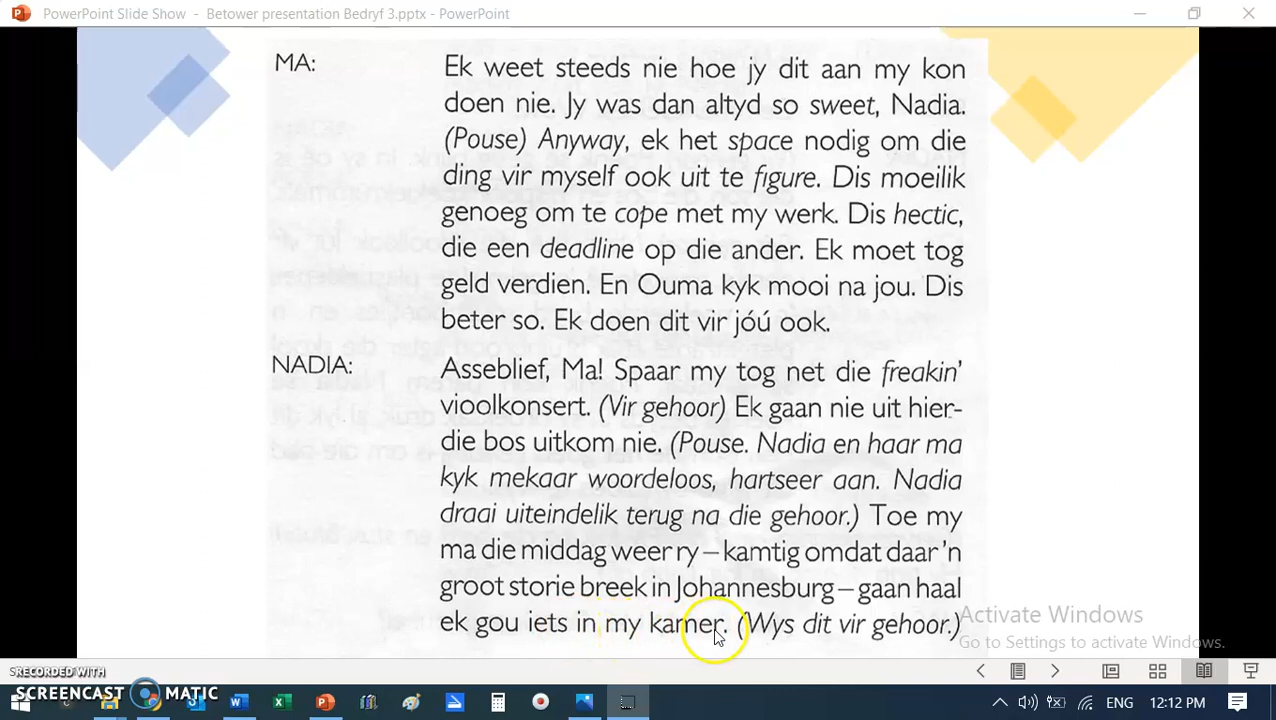 PowerPoint Slide Show - Betower presentation Bedryf 3.pptx - PowerPoint
MA: Ek weet steeds nie hoe jy dit aan my kon
doen nie. Jy was dan altyd so sweet, Nadia.
(Pouse) Anyway, ek het space nodig om die
ding vir myself ook uit te figure. Dis moeilik
genoeg om te cope met my werk. Dis hectic,
die een deadline op die ander. Ek moet tog
geld verdien. En Ouma kyk mooi na jou. Dis
beter so. Ek doen dit vir jóú ook.
NADIA: Asseblief, Ma! Spaar my tog net die freakin’
vioolkonsert. (Vir gehoor) Ek gaan nie uit hier-
die bos uitkom nie. (Pouse. Nadia en haar ma
kyk mekaar woordeloos, hartseer aan. Nadia
draai uiteindelik terug na die gehoor.) Toe my
ma die middag weer ry – kamtig omdat daar ’n
groot storie breek in Johannesburg – gaan haal
ek gou iets in my kamer. (Wys dit vir gehoor.)
Activate Windows
Go to Settings to activate Windows.
RECORDED WITH
SCREENCAST MATIC
ENG 12:12 PM